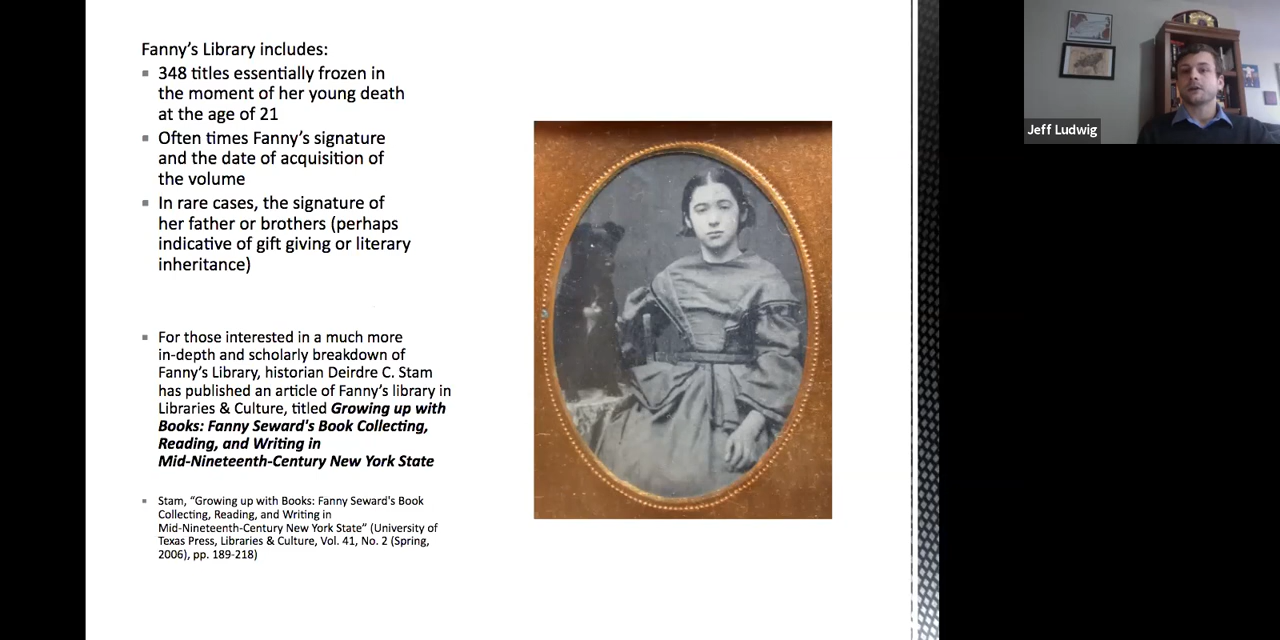 Fanny's Library includes:
348 titles essentially frozen in
the moment of her young death
at the age of 21
Often times Fanny's signature
and the date of acquisition of
the volume
In rare cases, the signature of
her father or brothers (perhaps
indicative of gift giving or literary
inheritance)
For those interested in a much more
in-depth and scholarly breakdown of
Fanny's Library, historian Deirdre C. Stam
has published an article of Fanny's library in
Libraries & Culture, titled Growing up with
Books: Fanny Seward's Book Collecting,
Reading, and Writing in
Mid-Nineteenth-Century New York State
Stam, "Growing up with Books: Fanny Seward's Book
Collecting, Reading, and Writing in
Mid-Nineteenth-Century New York State" (University of
Texas Press, Libraries & Culture, Vol. 41, No. 2 (Spring,
2006), pp. 189-218)
Jeff Ludwig